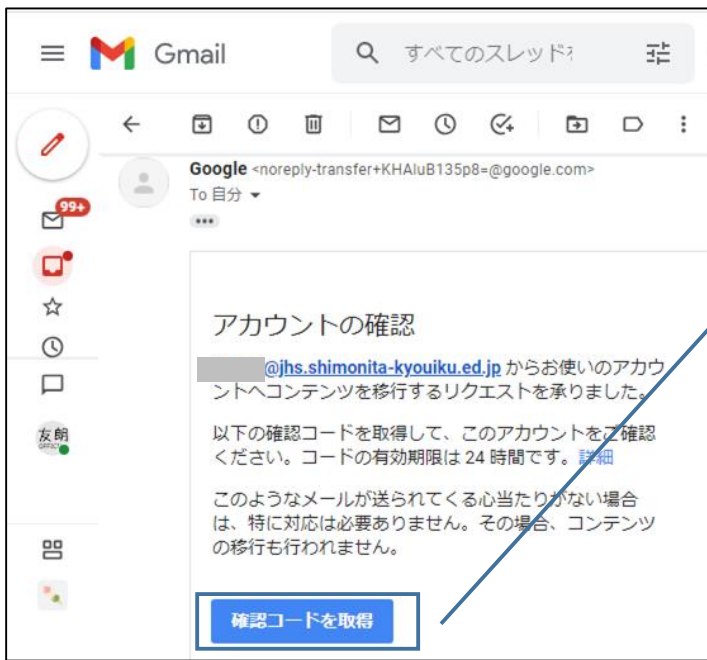 Gmail
すべてのスレッドを
Google <noreply-transfer+KHAIuB135p8=@google.com>
To 自分
99+
アカウントの確認
@jhs.shimonita-kyouiku.ed.jp からお使いのアカウ
ントへコンテンツを移行するリクエストを承りました。
以下の確認コードを取得して、このアカウントをご確認
ください。コードの有効期限は 24 時間です。詳細
友朗
このようなメールが送られてくる心当たりがない場合
は、特に対応は必要ありません。その場合、コンテンツ
の移行も行われません。
確認コードを取得